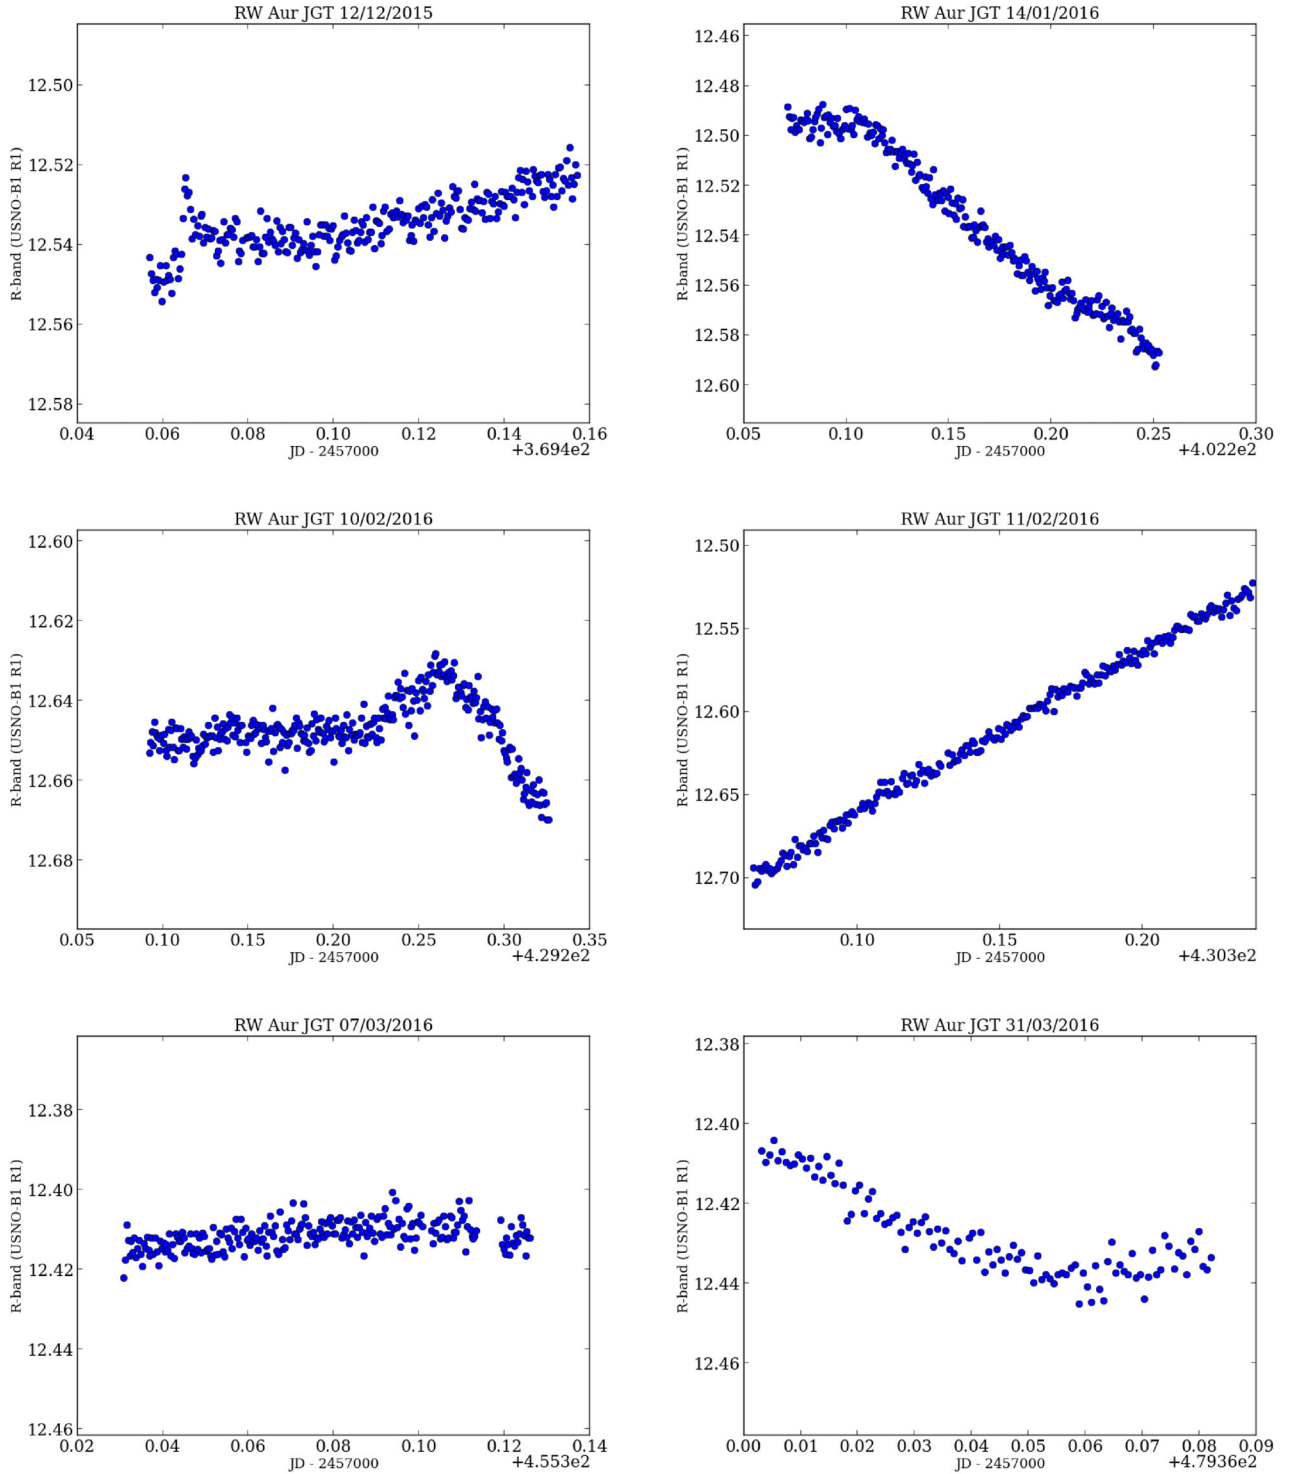 RW Aur JGT 12/12/2015
12.50
12.52
12.54
12.56
12.58
R-band (USNO-B1 R1)
0.04 0.06 0.08 0.10 0.12 0.14 0.16
JD - 2457000
+3.694e2
RW Aur JGT 14/01/2016
12.46
12.48
12.50
12.52
12.54
12.56
12.58
12.60
R-band (USNO-B1 R1)
0.05 0.10 0.15 0.20 0.25 0.30
JD - 2457000
+4.022e2
RW Aur JGT 10/02/2016
12.60
12.62
12.64
12.66
12.68
R-band (USNO-B1 R1)
0.05 0.10 0.15 0.20 0.25 0.30 0.35
JD - 2457000
+4.292e2
RW Aur JGT 11/02/2016
12.50
12.55
12.60
12.65
12.70
R-band (USNO-B1 R1)
0.10 0.15 0.20
JD - 2457000
+4.303e2
RW Aur JGT 07/03/2016
12.38
12.40
12.42
12.44
12.46
R-band (USNO-B1 R1)
0.02 0.04 0.06 0.08 0.10 0.12 0.14
JD - 2457000
+4.553e2
RW Aur JGT 31/03/2016
12.38
12.40
12.42
12.44
12.46
R-band (USNO-B1 R1)
0.00 0.01 0.02 0.03 0.04 0.05 0.06 0.07 0.08 0.09
JD - 2457000
+4.7936e2